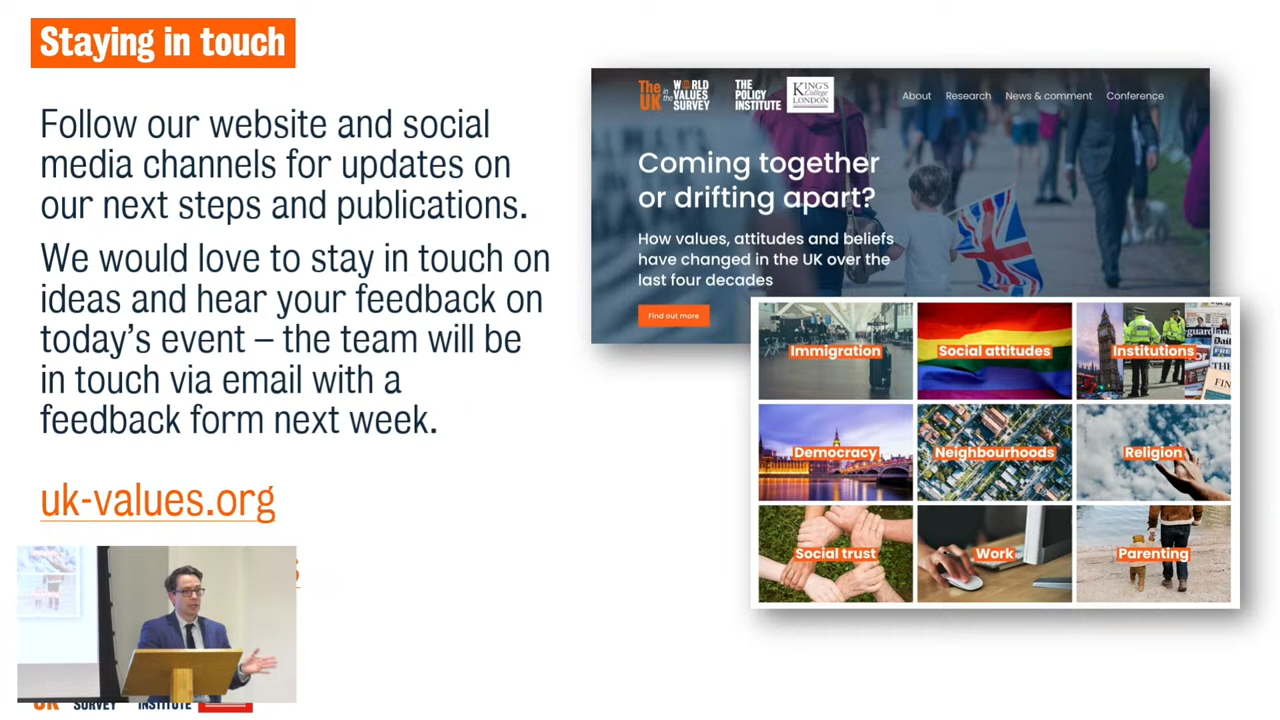 Staying in touch
Follow our website and social
media channels for updates on
our next steps and publications.
We would love to stay in touch on
ideas and hear your feedback on
today's event – the team will be
in touch via email with a
feedback form next week.
uk-values.org
The UK in the WORLD VALUES SURVEY
THE POLICY INSTITUTE
KING'S College LONDON
About Research News & comment Conference
Coming together
or drifting apart?
How values, attitudes and beliefs
have changed in the UK over the
last four decades
Find out more
Immigration
Social attitudes
Institutions
Democracy
Neighbourhoods
Religion
Social trust
Work
Parenting
UK SURVEY INSTITUTE